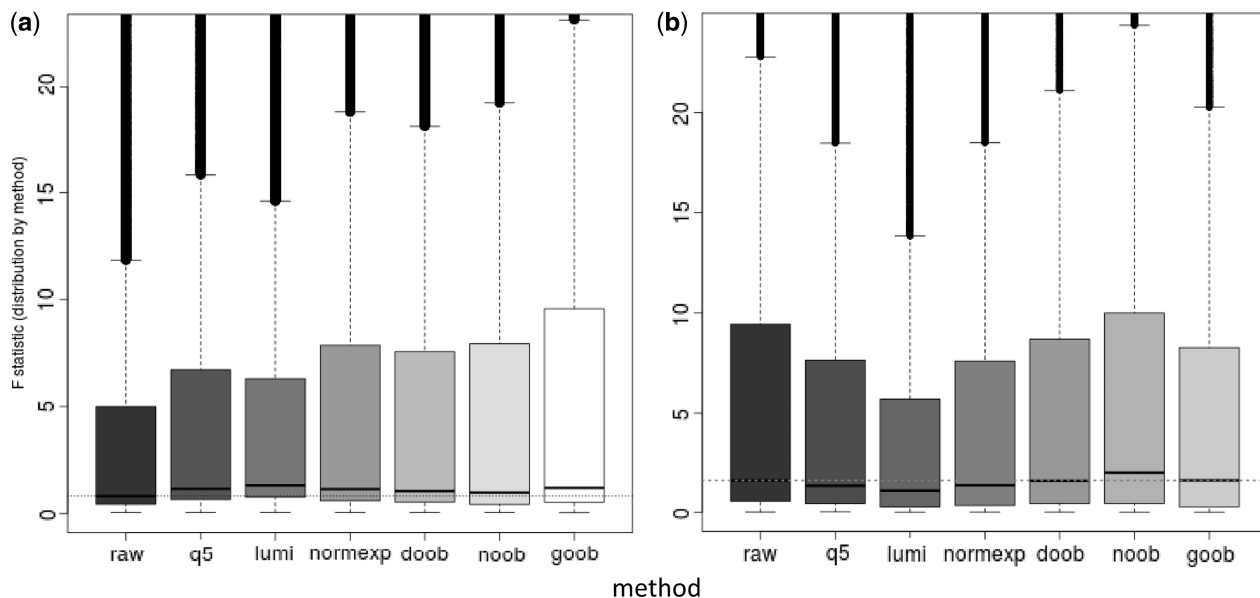 (a)
F statistic (distribution by method)
20
15
10
5
0
raw q5 lumi normexp doob noob goob
(b)
20
15
10
5
0
raw q5 lumi normexp doob noob goob
method